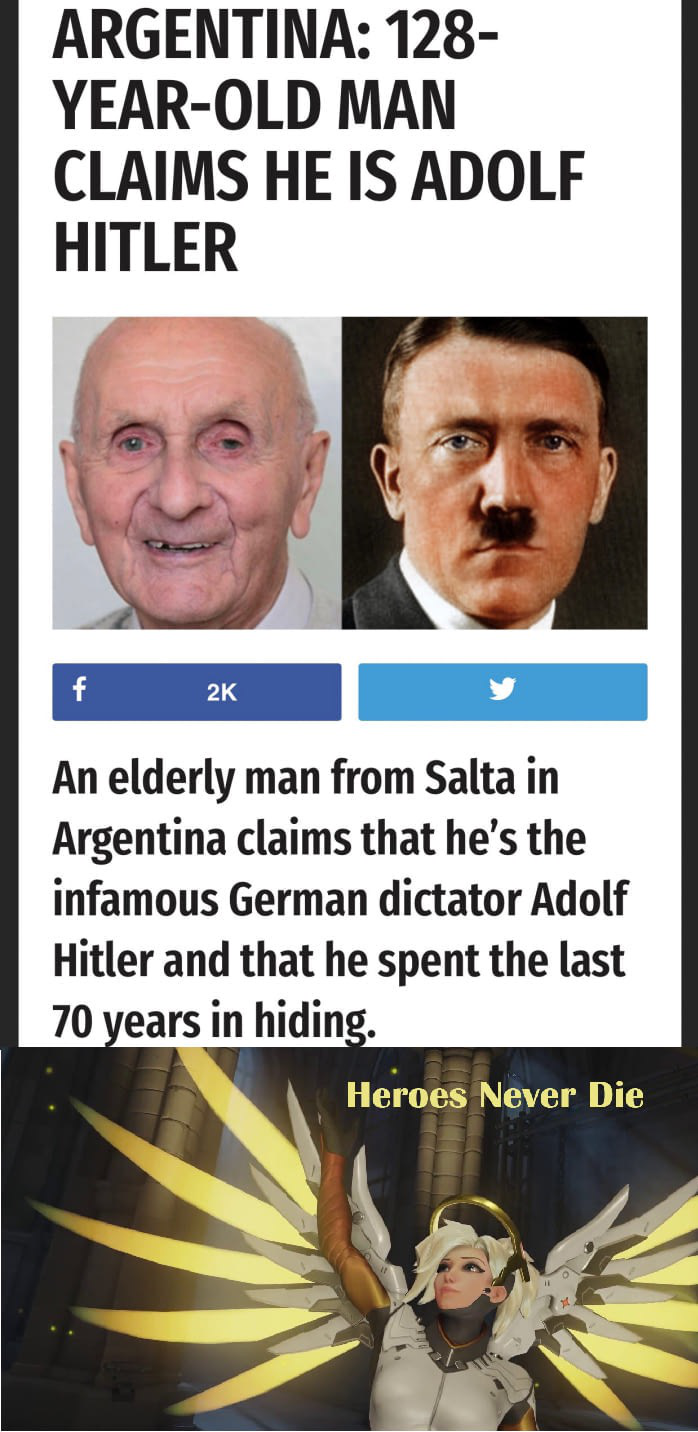 ARGENTINA: 128-
YEAR-OLD MAN
CLAIMS HE IS ADOLF
HITLER
f 2K
An elderly man from Salta in
Argentina claims that he’s the
infamous German dictator Adolf
Hitler and that he spent the last
70 years in hiding.
Heroes Never Die